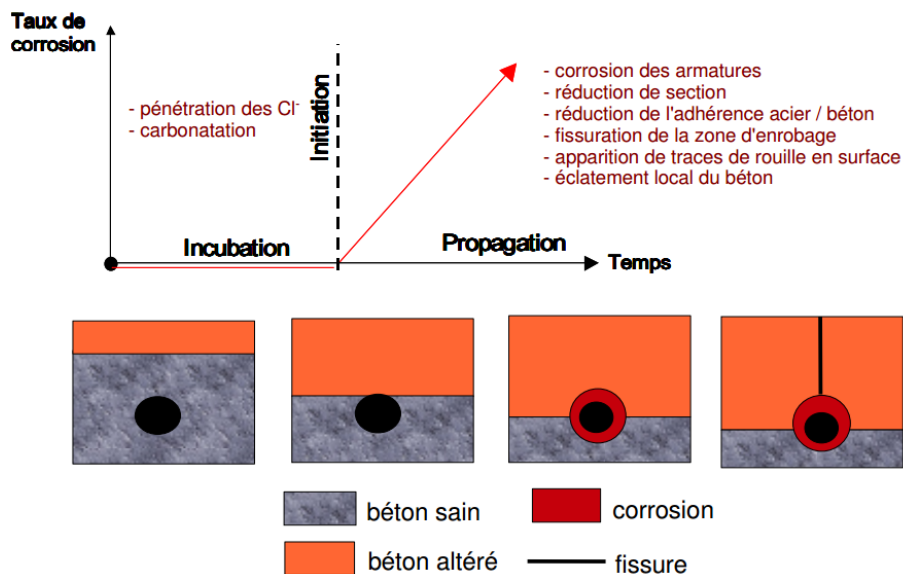 Taux de
corrosion
- pénétration des Cl⁻
- carbonatation
Initiation
- corrosion des armatures
- réduction de section
- réduction de l'adhérence acier / béton
- fissuration de la zone d'enrobage
- apparition de traces de rouille en surface
- éclatement local du béton
Incubation
Propagation
Temps
béton sain
corrosion
béton altéré
fissure